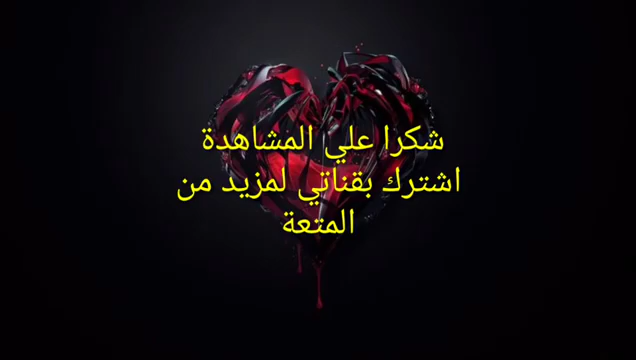 شكرا علي المشاهدة
اشترك بقناتي لمزيد من
المتعة